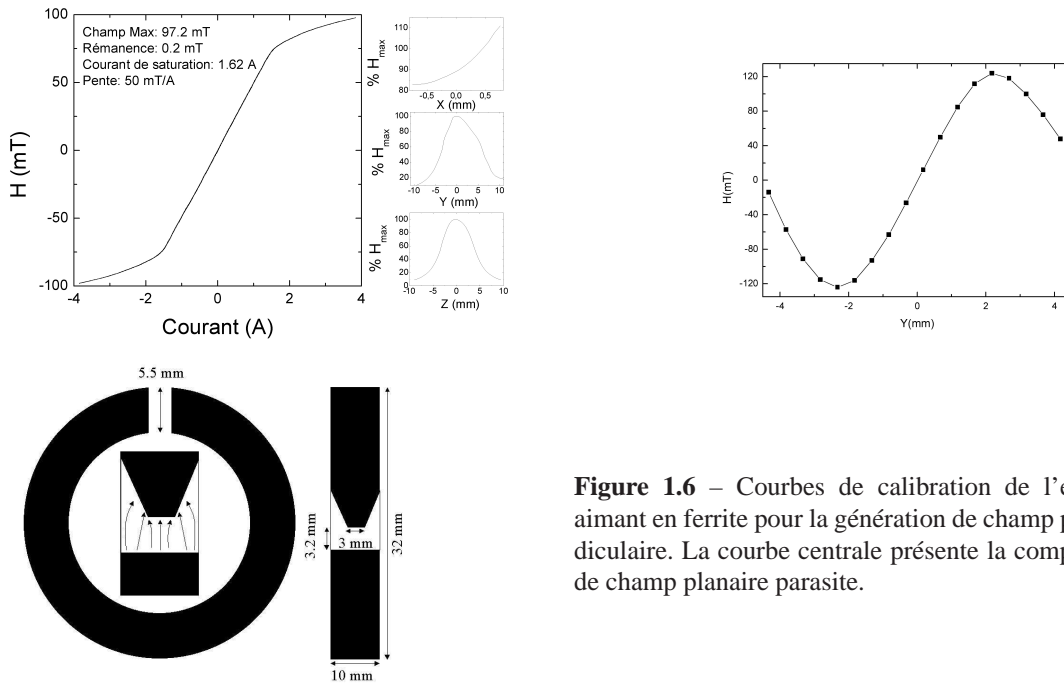 Champ Max: 97.2 mT
Rémanence: 0.2 mT
Courant de saturation: 1.62 A
Pente: 50 mT/A
H (mT)
100
50
0
-50
-100
-4
-2
0
2
4
Courant (A)
% H_max
110
100
90
80
-0,5
0,0
0,5
X (mm)
% H_max
100
80
60
40
20
-10
-5
0
5
10
Y (mm)
% H_max
100
80
60
40
20
0
-10
-5
0
5
10
Z (mm)
H(mT)
120
80
40
0
-40
-80
-120
-4
-2
0
2
4
Y(mm)
5.5 mm
3.2 mm
3 mm
32 mm
10 mm
Figure 1.6 – Courbes de calibration de l’
aimant en ferrite pour la génération de champ
diculaire. La courbe centrale présente la
de champ planaire parasite.